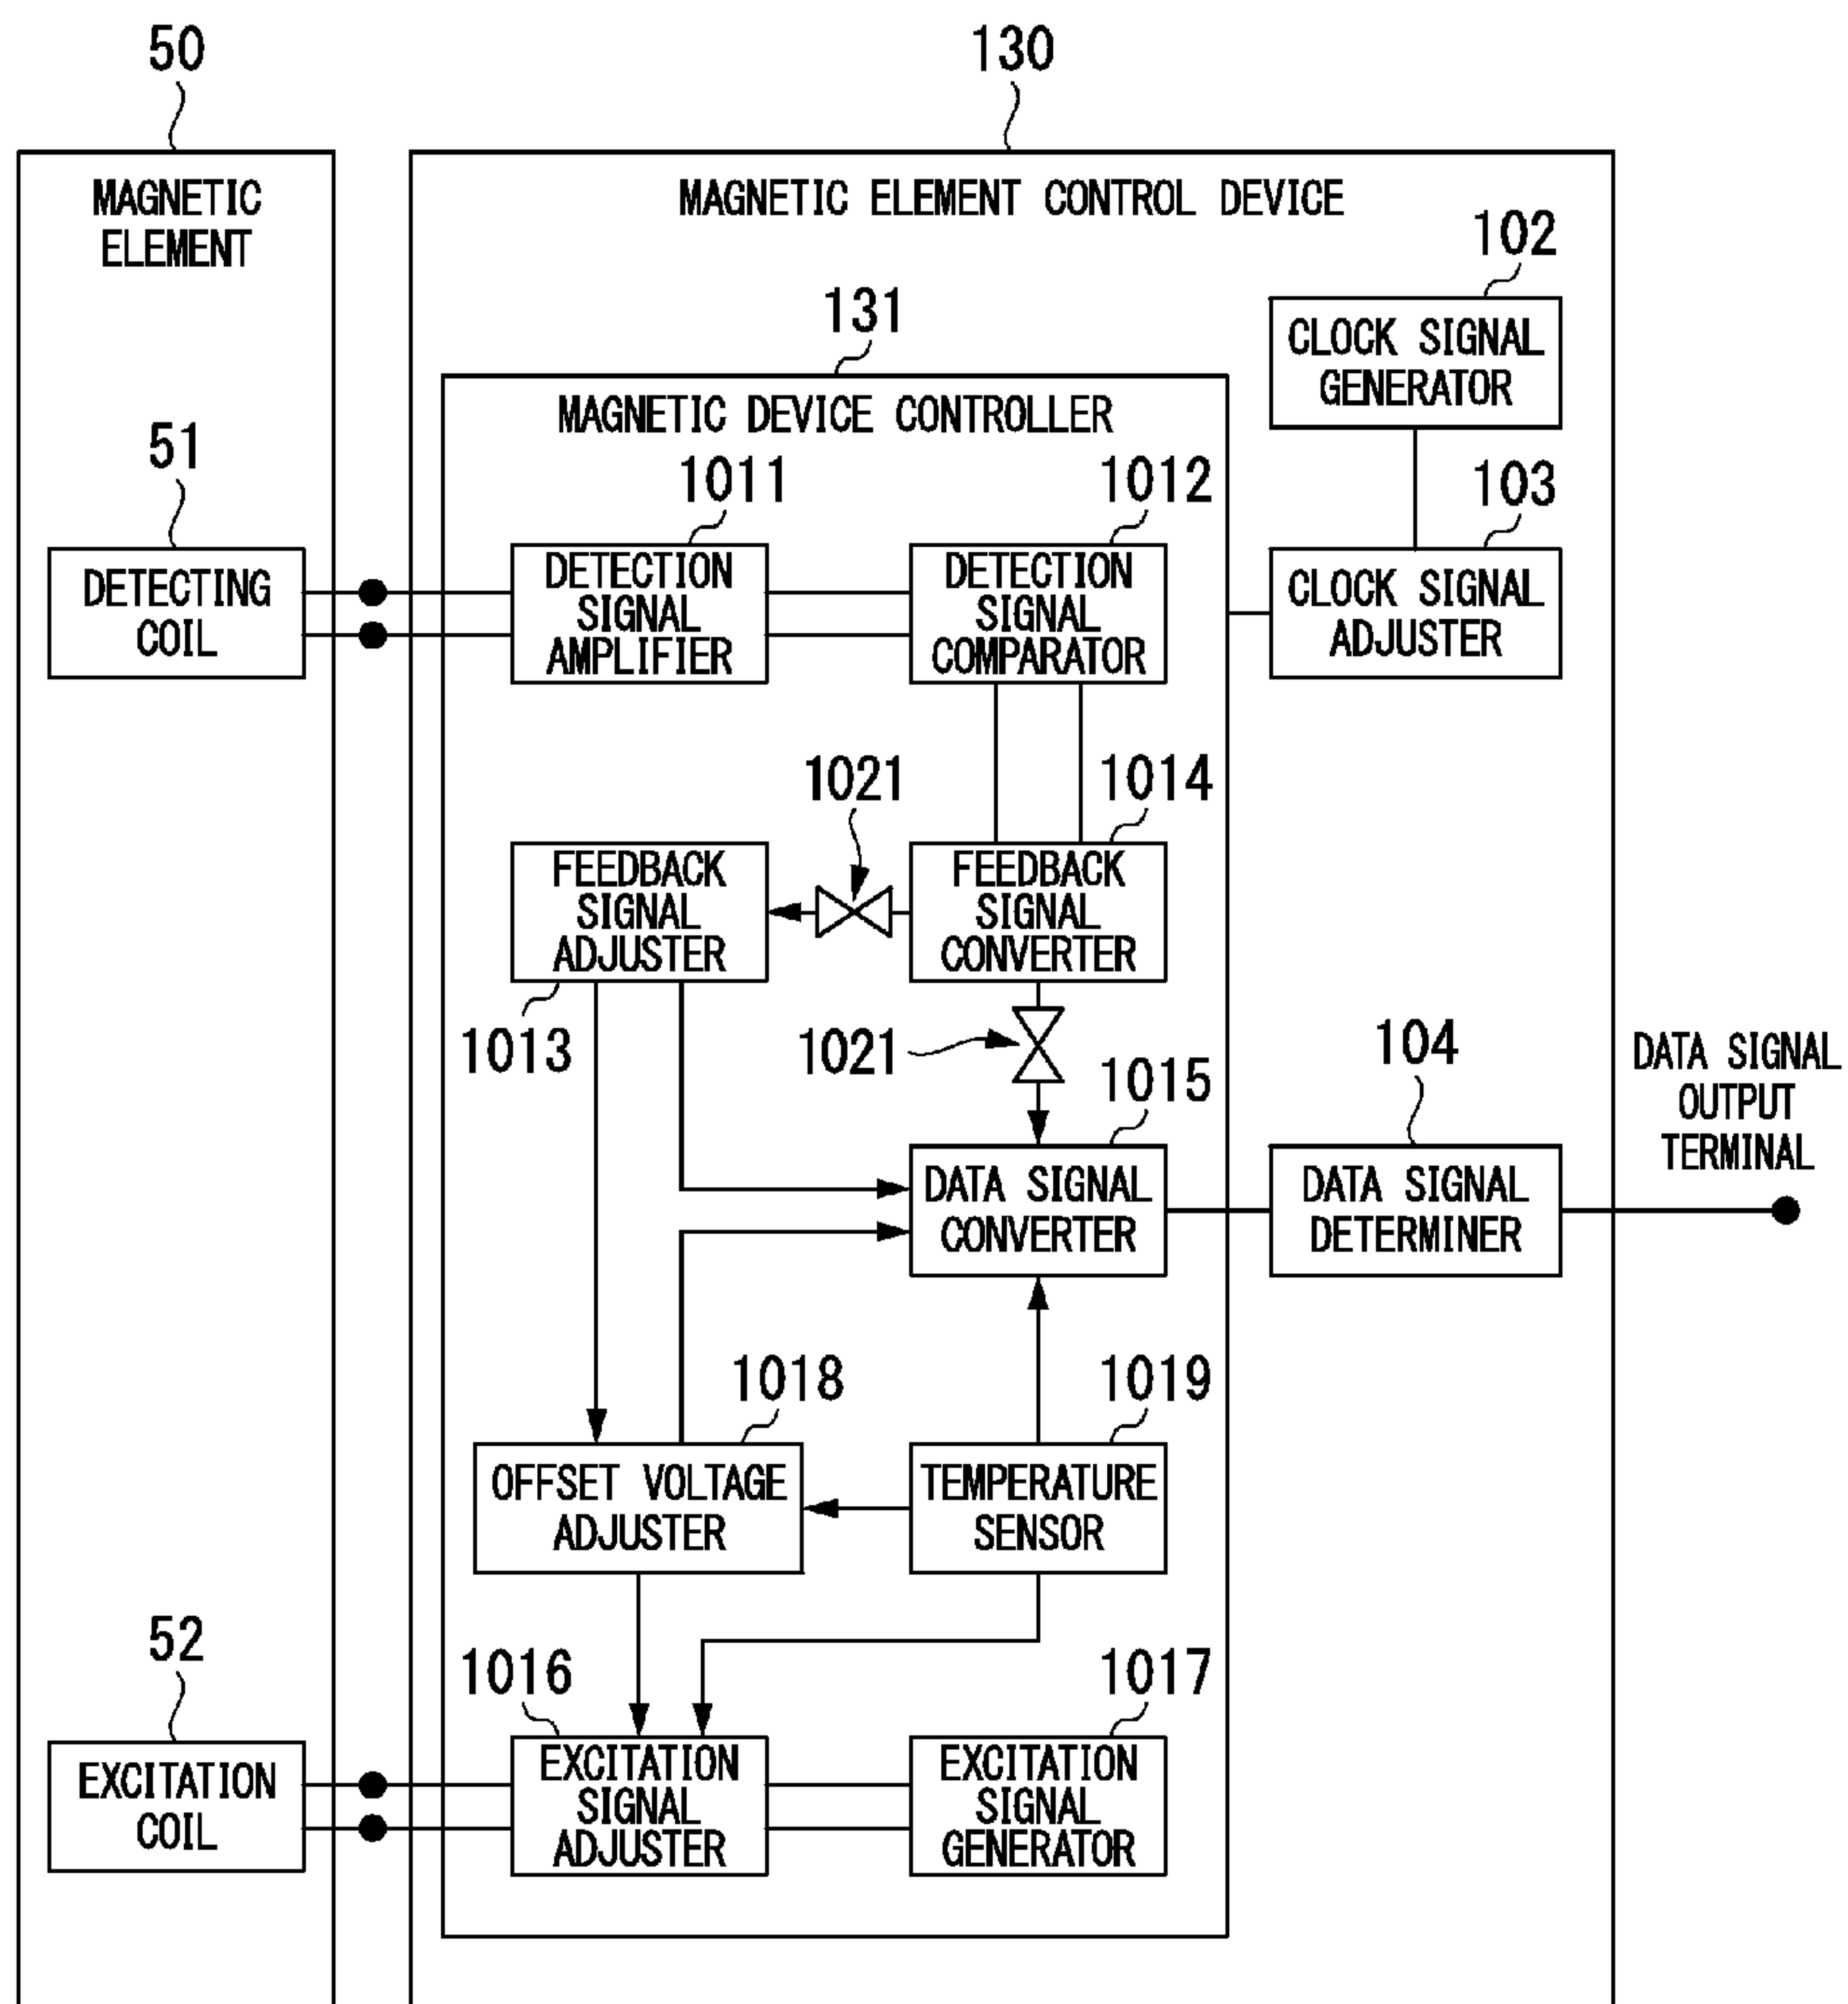 50
130
MAGNETIC
ELEMENT
MAGNETIC ELEMENT CONTROL DEVICE
102
CLOCK SIGNAL
GENERATOR
131
MAGNETIC DEVICE CONTROLLER
51
DETECTING
COIL
1011
DETECTION
SIGNAL
AMPLIFIER
1012
DETECTION
SIGNAL
COMPARATOR
103
CLOCK SIGNAL
ADJUSTER
1021
1014
FEEDBACK
SIGNAL
ADJUSTER
FEEDBACK
SIGNAL
CONVERTER
1013
1021
1015
104
DATA SIGNAL
OUTPUT
TERMINAL
DATA SIGNAL
CONVERTER
DATA SIGNAL
DETERMINER
1018
1019
OFFSET VOLTAGE
ADJUSTER
TEMPERATURE
SENSOR
52
EXCITATION
COIL
1016
EXCITATION
SIGNAL
ADJUSTER
1017
EXCITATION
SIGNAL
GENERATOR